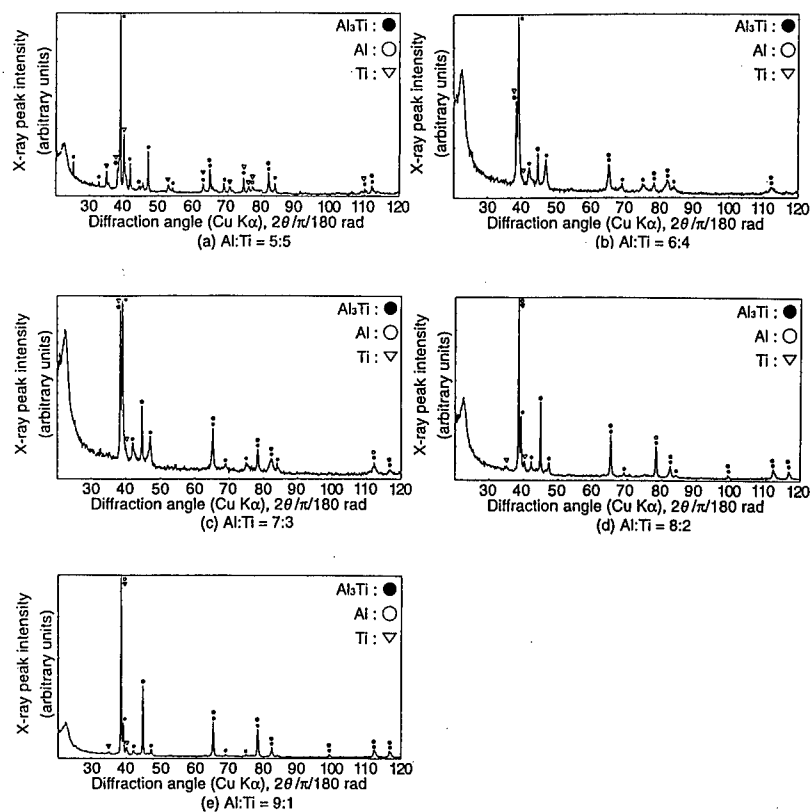 X-ray peak intensity
(arbitrary units)
Al₃Ti : ●
Al : ○
Ti : ▽
30 40 50 60 70 80 90 100 110 120
Diffraction angle (Cu Kα), 2θ/π/180 rad
(a) Al:Ti = 5:5
X-ray peak intensity
(arbitrary units)
Al₃Ti : ●
Al : ○
Ti : ▽
30 40 50 60 70 80 90 100 110 120
Diffraction angle (Cu Kα), 2θ/π/180 rad
(b) Al:Ti = 6:4
X-ray peak intensity
(arbitrary units)
Al₃Ti : ●
Al : ○
Ti : ▽
30 40 50 60 70 80 90 100 110 120
Diffraction angle (Cu Kα), 2θ/π/180 rad
(c) Al:Ti = 7:3
X-ray peak intensity
(arbitrary units)
Al₃Ti : ●
Al : ○
Ti : ▽
30 40 50 60 70 80 90 100 110 120
Diffraction angle (Cu Kα), 2θ/π/180 rad
(d) Al:Ti = 8:2
X-ray peak intensity
(arbitrary units)
Al₃Ti : ●
Al : ○
Ti : ▽
30 40 50 60 70 80 90 100 110 120
Diffraction angle (Cu Kα), 2θ/π/180 rad
(e) Al:Ti = 9:1